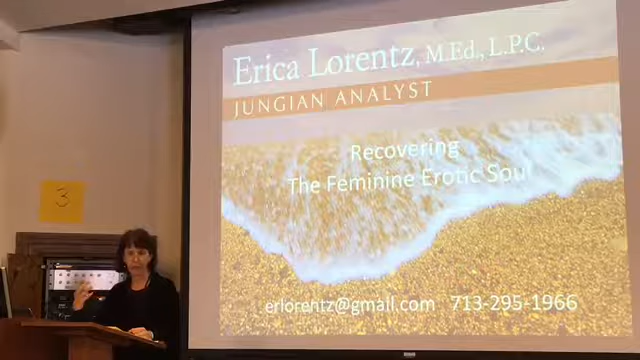 Erica Lorentz, M.Ed., L.P.C.
JUNGIAN ANALYST
Recovering
The Feminine Erotic Soul
erlorentz@gmail.com 713-295-1966
3